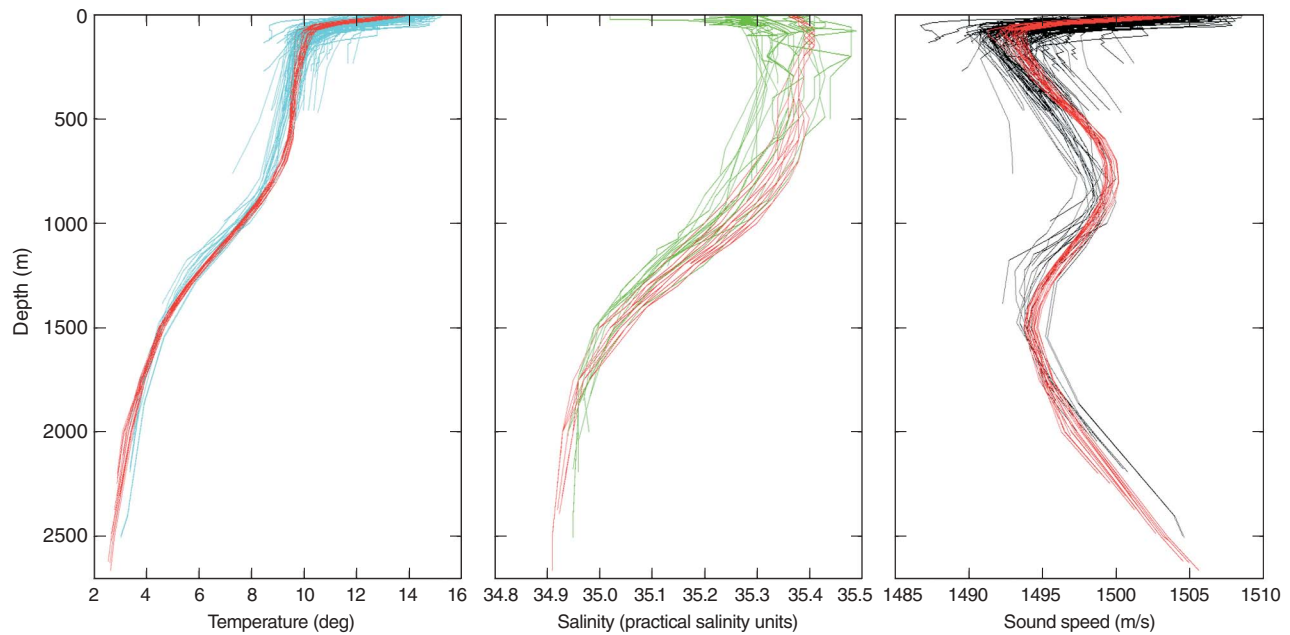 0
500
1000
1500
2000
2500
Depth (m)
2 4 6 8 10 12 14 16
Temperature (deg)
34.8 34.9 35.0 35.1 35.2 35.3 35.4 35.5
Salinity (practical salinity units)
1485 1490 1495 1500 1505 1510
Sound speed (m/s)